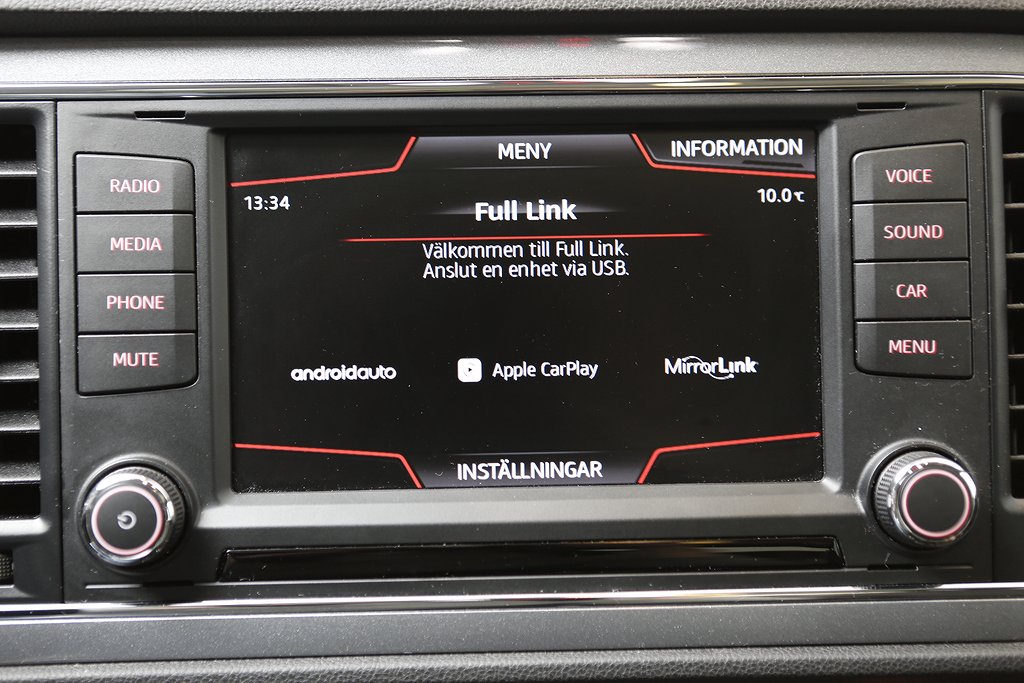 MENY
INFORMATION
13:34
10.0℃
Full Link
Välkommen till Full Link.
Anslut en enhet via USB.
androidauto
Apple CarPlay
MirrorLink
INSTÄLLNINGAR
RADIO
MEDIA
PHONE
MUTE
VOICE
SOUND
CAR
MENU